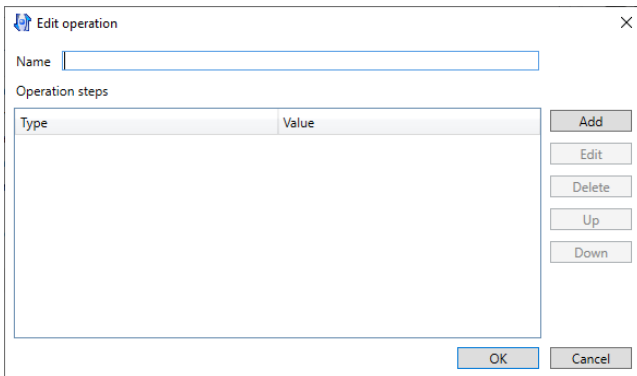 Edit operation
Name
Operation steps
Type Value
Add
Edit
Delete
Up
Down
OK Cancel